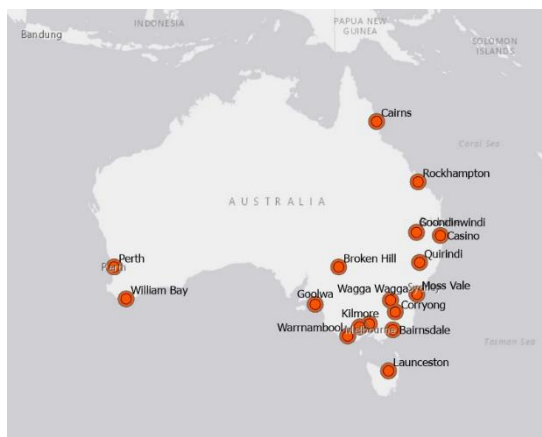 INDONESIA
PAPUA NEW
GUINEA
Bandung
SOLOMON
ISLANDS
Cairns
Coral Sea
Rockhampton
AUSTRALIA
Goondiwindi
Casino
Perth
Perth
Broken Hill
Quirindi
William Bay
Goolwa
Wagga Wagga
Moss Vale
Kilmore
Corryong
Warrnambool
Bairnsdale
Tasman Sea
Launceston